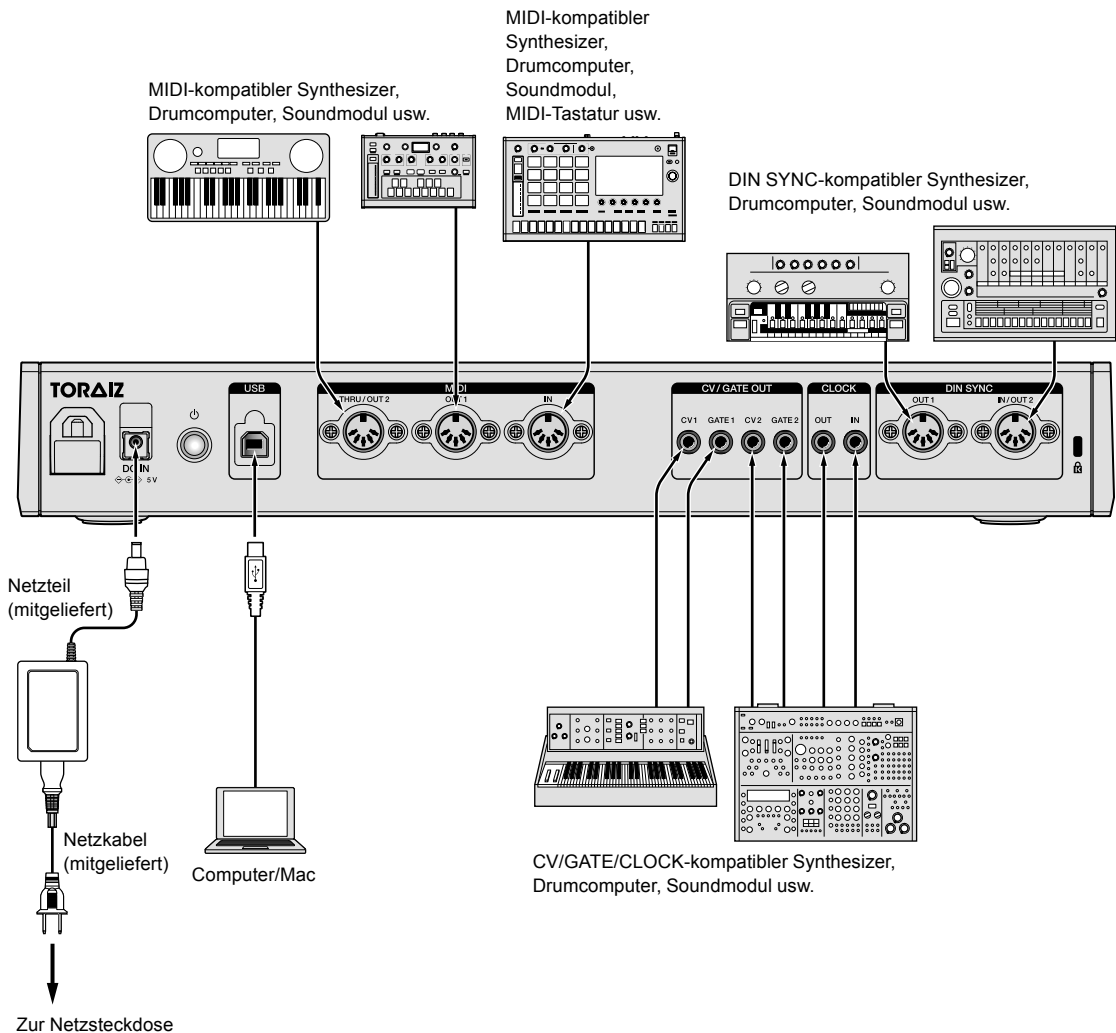 MIDI-kompatibler
Synthesizer,
Drumcomputer,
Soundmodul,
MIDI-Tastatur usw.
MIDI-kompatibler Synthesizer,
Drumcomputer, Soundmodul usw.
DIN SYNC-kompatibler Synthesizer,
Drumcomputer, Soundmodul usw.
TORAIZ
USB
MIDI
CV/GATE OUT
CLOCK
DIN SYNC
THRU/OUT 2
OUT 1
IN
CV 1
GATE 1
CV 2
GATE 2
OUT
IN
OUT 1
IN/OUT 2
DC IN
5 V
Netzteil
(mitgeliefert)
Netzkabel
(mitgeliefert)
Computer/Mac
CV/GATE/CLOCK-kompatibler Synthesizer,
Drumcomputer, Soundmodul usw.
Zur Netzsteckdose